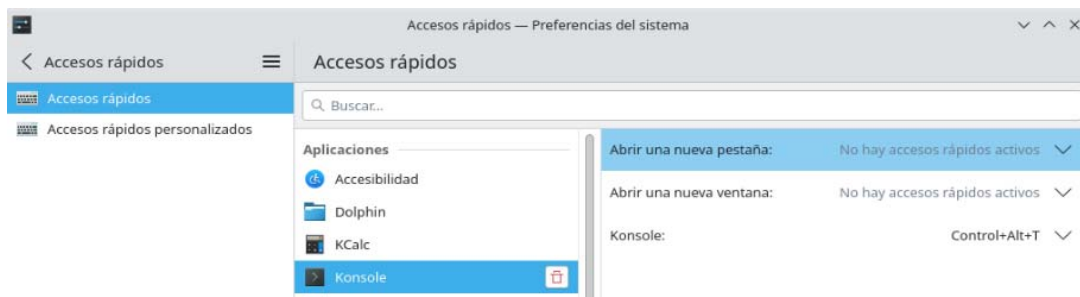 Accesos rápidos — Preferencias del sistema
Accesos rápidos
Accesos rápidos
Accesos rápidos
Accesos rápidos personalizados
Buscar...
Aplicaciones
Accesibilidad
Dolphin
KCalc
Konsole
Abrir una nueva pestaña: No hay accesos rápidos activos
Abrir una nueva ventana: No hay accesos rápidos activos
Konsole: Control+Alt+T